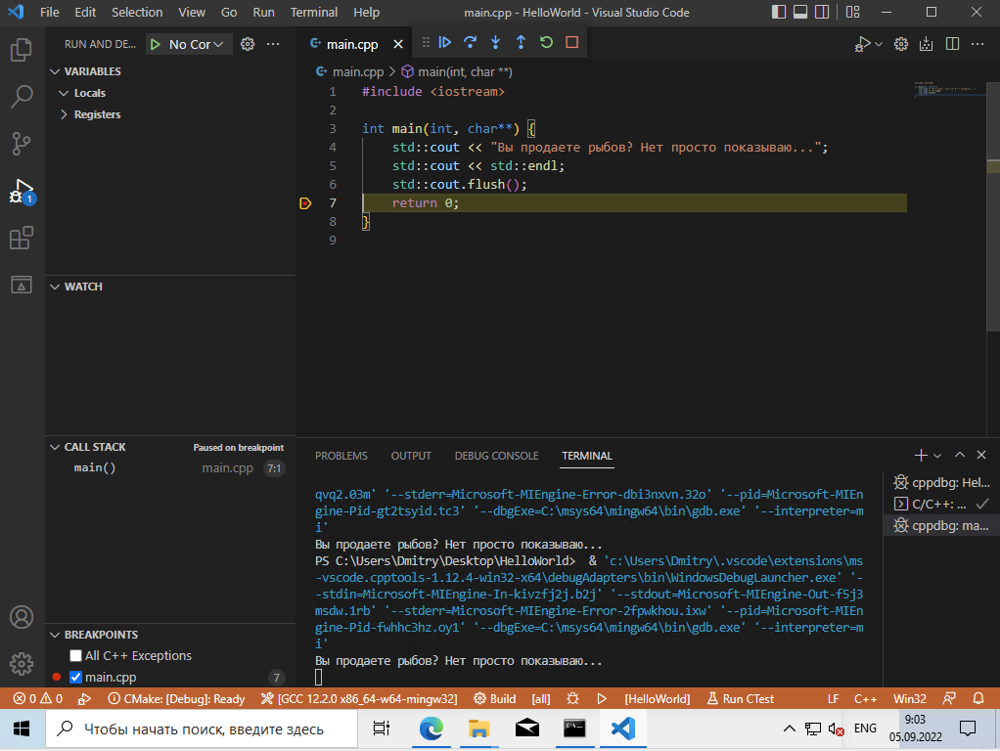 File Edit Selection View Go Run Terminal Help main.cpp - HelloWorld - Visual Studio Code
RUN AND DE... No Cor
main.cpp
main.cpp > main(int, char **)
VARIABLES
Locals
Registers
1 #include <iostream>
2
3 int main(int, char**) {
4 std::cout << "Вы продаете рыбов? Нет просто показываю...";
5 std::cout << std::endl;
6 std::cout.flush();
7 return 0;
8 }
9
WATCH
CALL STACK Paused on breakpoint
main() main.cpp 7:1
BREAKPOINTS
All C++ Exceptions
main.cpp 7
1
PROBLEMS OUTPUT DEBUG CONSOLE TERMINAL
qvq2.03m' '--stderr=Microsoft-MIEngine-Error-dbi3nxvn.32o' '--pid=Microsoft-MIEn
gine-Pid-gt2tsyid.tc3' '--dbgExe=C:\msys64\mingw64\bin\gdb.exe' '--interpreter=m
i'
Вы продаете рыбов? Нет просто показываю...
PS C:\Users\Dmitry\Desktop\HelloWorld> & 'c:\Users\Dmitry\.vscode\extensions\ms
-vscode.cpptools-1.12.4-win32-x64\debugAdapters\bin\WindowsDebugLauncher.exe' '-
-stdin=Microsoft-MIEngine-In-kivzfj2j.b2j' '--stdout=Microsoft-MIEngine-Out-f5j3
msdw.1rb' '--stderr=Microsoft-MIEngine-Error-2fpwkhou.ixw' '--pid=Microsoft-MIEn
gine-Pid-fwhhc3hz.oy1' '--dbgExe=C:\msys64\mingw64\bin\gdb.exe' '--interpreter=m
i'
Вы продаете рыбов? Нет просто показываю...
cppdbg: Hel...
C/C++: ...
cppdbg: ma...
0 0 CMake: [Debug]: Ready [GCC 12.2.0 x86_64-w64-mingw32] Build [all] [HelloWorld] Run CTest LF C++ Win32
Чтобы начать поиск, введите здесь
ENG
9:03
05.09.2022